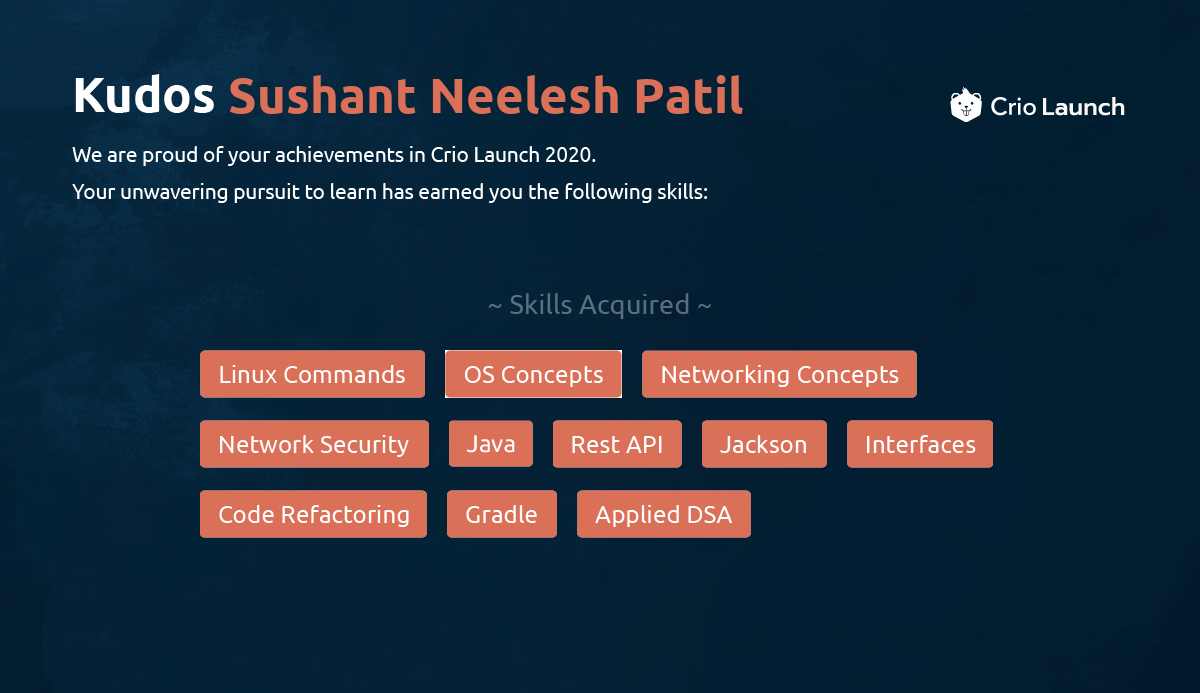 Kudos Sushant Neelesh Patil
Crio Launch
We are proud of your achievements in Crio Launch 2020.
Your unwavering pursuit to learn has earned you the following skills:
~ Skills Acquired ~
Linux Commands OS Concepts Networking Concepts
Network Security Java Rest API Jackson Interfaces
Code Refactoring Gradle Applied DSA